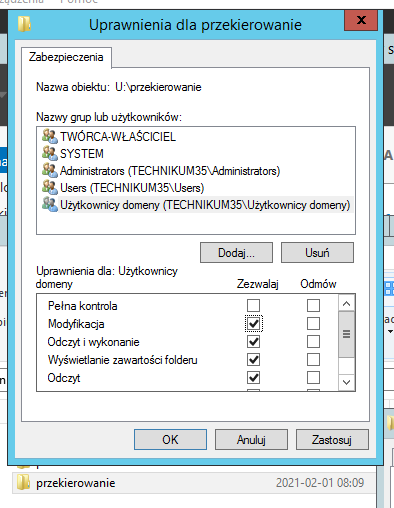 Pomoc
Uprawnienia dla przekierowanie
x
Zabezpieczenia
Nazwa obiektu: U:\przekierowanie
Nazwy grup lub użytkowników:
TWÓRCA-WŁAŚCICIEL
SYSTEM
Administrators (TECHNIKUM35\Administrators)
Users (TECHNIKUM35\Users)
Użytkownicy domeny (TECHNIKUM35\Użytkownicy domeny)
Dodaj...
Usuń
Uprawnienia dla: Użytkownicy
domeny
Zezwalaj
Odmów
Pełna kontrola
Modyfikacja
Odczyt i wykonanie
Wyświetlanie zawartości folderu
Odczyt
OK
Anuluj
Zastosuj
przekierowanie
2021-02-01 08:09